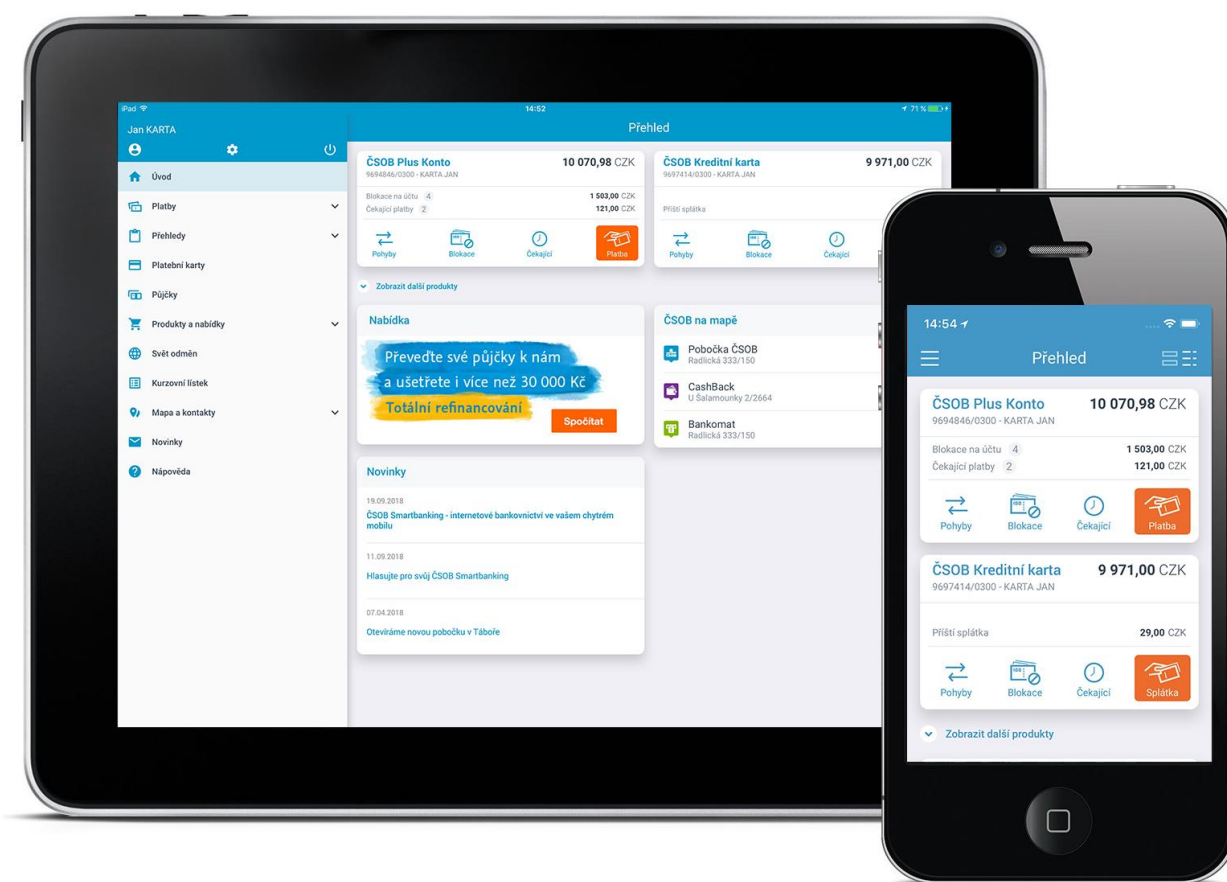 iPad
14:52
71 %
Jan KARTA
Přehled
Úvod
Platby
Přehledy
Platební karty
Půjčky
Produkty a nabídky
Svět odměn
Kurzovní lístek
Mapa a kontakty
Novinky
Nápověda
ČSOB Plus Konto 10 070,98 CZK
9694846/0300 - KARTA JAN
Blokace na účtu 4 1 503,00 CZK
Čekající platby 2 121,00 CZK
Pohyby Blokace Čekající Platba
ČSOB Kreditní karta 9 971,00 CZK
9697414/0300 - KARTA JAN
Příští splátka
Pohyby Blokace Čekající
Zobrazit další produkty
Nabídka
Převeďte své půjčky k nám
a ušetřete i více než 30 000 Kč
Totální refinancování
Spočítat
ČSOB na mapě
Pobočka ČSOB
Radlická 333/150
CashBack
U Šalamounky 2/2664
Bankomat
Radlická 333/150
Novinky
19.09.2018
ČSOB Smartbanking - internetové bankovnictví ve vašem chytrém
mobilu
11.09.2018
Hlasujte pro svůj ČSOB Smartbanking
07.04.2018
Otevíráme novou pobočku v Táboře
14:54
Přehled
ČSOB Plus Konto 10 070,98 CZK
9694846/0300 - KARTA JAN
Blokace na účtu 4 1 503,00 CZK
Čekající platby 2 121,00 CZK
Pohyby Blokace Čekající Platba
ČSOB Kreditní karta 9 971,00 CZK
9697414/0300 - KARTA JAN
Příští splátka 29,00 CZK
Pohyby Blokace Čekající Splátka
Zobrazit další produkty